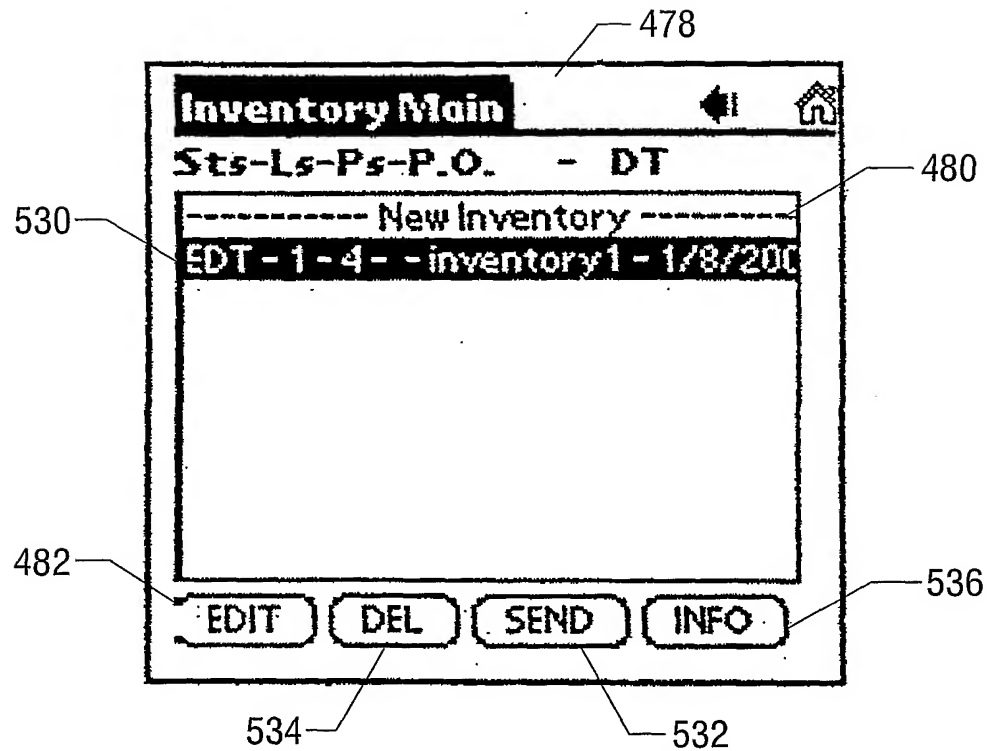 478
Inventory Main
Sts-Ls-Ps-P.O. - DT
480
---------- New Inventory ----------
530
EDT - 1 - 4 - - inventory1 - 1/8/200
482
EDIT DEL SEND INFO
536
534
532